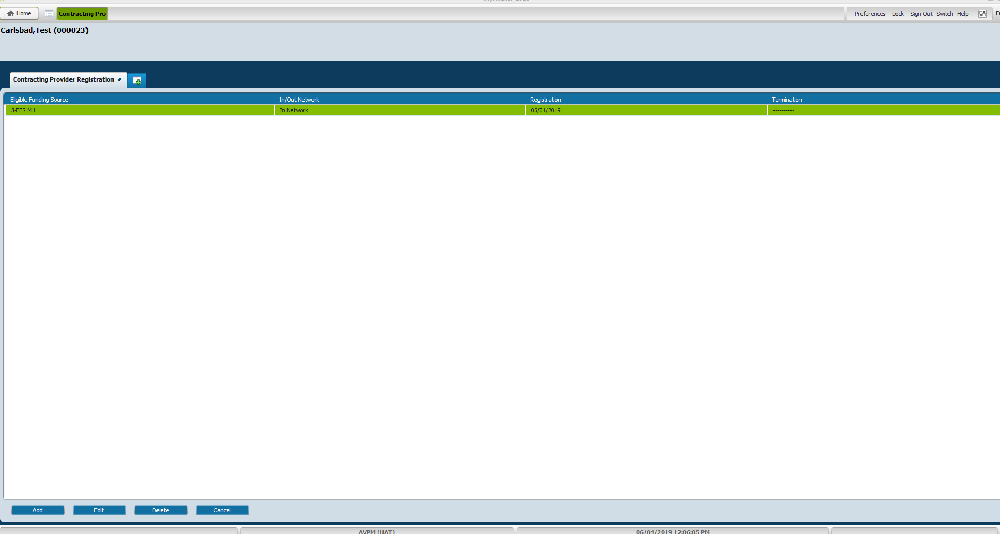 Home Contracting Pro Preferences Lock Sign Out Switch Help
Carlsbad,Test (000023)
Contracting Provider Registration
Eligible Funding Source In/Out Network Registration Termination
3-FFS MH In Network 05/01/2019 ----------
Add Edit Delete Cancel
AVPM (UAT) 06/04/2019 12:06:05 PM